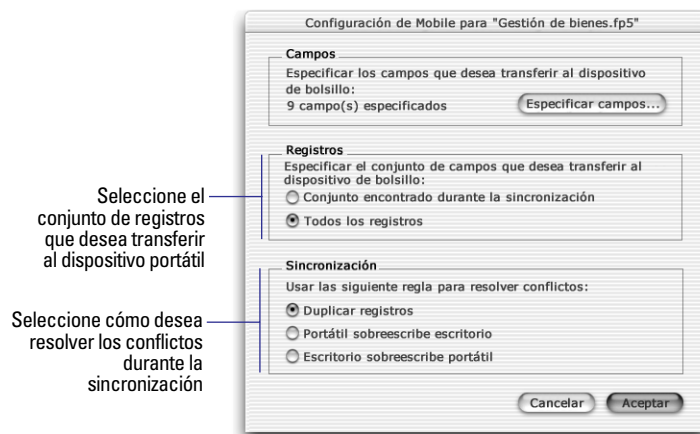 Configuración de Mobile para "Gestión de bienes.fp5"
Campos
Especificar los campos que desea transferir al dispositivo
de bolsillo:
9 campo(s) especificados
Especificar campos...
Registros
Especificar el conjunto de campos que desea transferir al
dispositivo de bolsillo:
Conjunto encontrado durante la sincronización
Todos los registros
Seleccione el
conjunto de registros
que desea transferir
al dispositivo portátil
Sincronización
Usar las siguiente regla para resolver conflictos:
Duplicar registros
Portátil sobreescribe escritorio
Escritorio sobreescribe portátil
Seleccione cómo desea
resolver los conflictos
durante la
sincronización
Cancelar
Aceptar